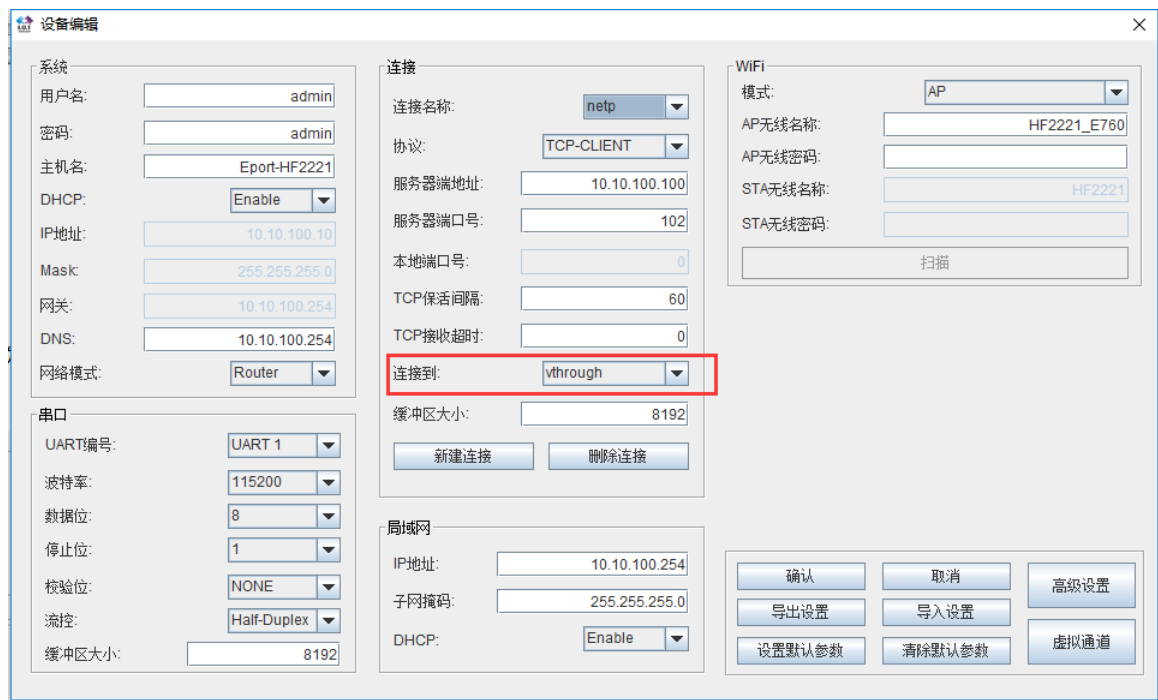 设备编辑
系统
用户名: admin
密码: admin
主机名: Eport-HF2221
DHCP: Enable
IP地址: 10.10.100.10
Mask: 255.255.255.0
网关: 10.10.100.254
DNS: 10.10.100.254
网络模式: Router
串口
UART编号: UART 1
波特率: 115200
数据位: 8
停止位: 1
校验位: NONE
流控: Half-Duplex
缓冲区大小: 8192
连接
连接名称: netp
协议: TCP-CLIENT
服务器端地址: 10.10.100.100
服务器端口号: 102
本地端口号: 0
TCP保活间隔: 60
TCP接收超时: 0
连接到: vthrough
缓冲区大小: 8192
新建连接 删除连接
局域网
IP地址: 10.10.100.254
子网掩码: 255.255.255.0
DHCP: Enable
WiFi
模式: AP
AP无线名称: HF2221_E760
AP无线密码:
STA无线名称: HF2221
STA无线密码:
扫描
确认 取消 高级设置
导出设置 导入设置
设置默认参数 清除默认参数 虚拟通道